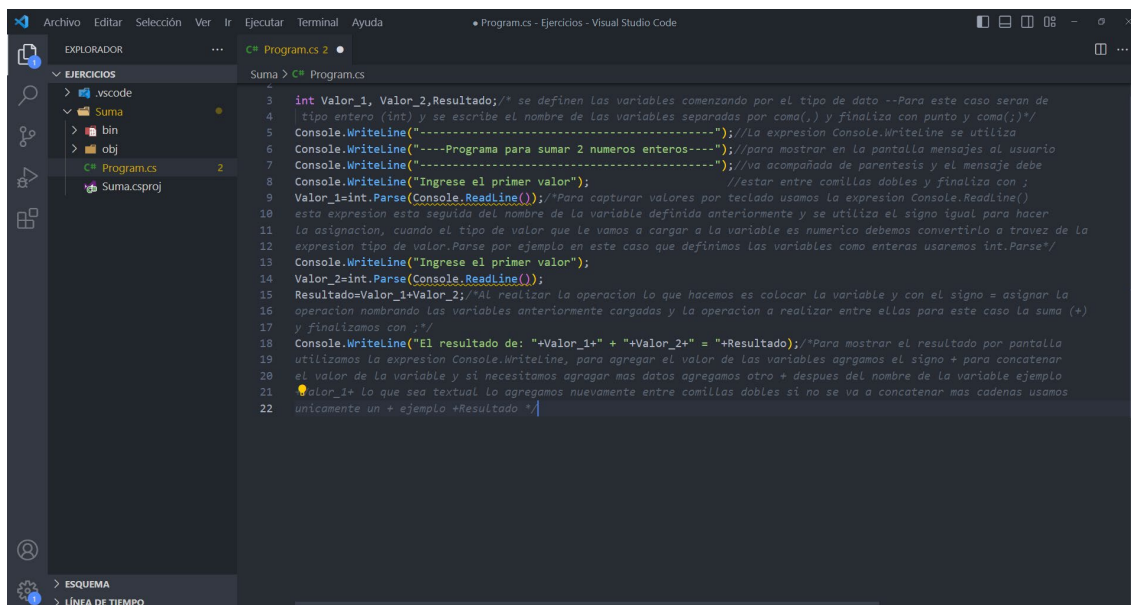 Archivo Editar Selección Ver Ir Ejecutar Terminal Ayuda
● Program.cs - Ejercicios - Visual Studio Code
EXPLORADOR ...
C# Program.cs 2 ●
EJERCICIOS
Suma > C# Program.cs
.vscode
Suma
bin
obj
C# Program.cs 2
Suma.csproj
2
3 int Valor_1, Valor_2,Resultado;/* se definen las variables comenzando por el tipo de dato --Para este caso seran de
4 tipo entero (int) y se escribe el nombre de las variables separadas por coma(,) y finaliza con punto y coma(;)*/
5 Console.WriteLine("-----------------------------------------");//La expresion Console.WriteLine se utiliza
6 Console.WriteLine("----Programa para sumar 2 numeros enteros----");//para mostrar en la pantalla mensajes al usuario
7 Console.WriteLine("-----------------------------------------");//va acompañada de parentesis y el mensaje debe
8 Console.WriteLine("Ingrese el primer valor"); //estar entre comillas dobles y finaliza con ;
9 Valor_1=int.Parse(Console.ReadLine());/*Para capturar valores por teclado usamos la expresion Console.ReadLine()
10 esta expresion esta seguida del nombre de la variable definida anteriormente y se utiliza el signo igual para hacer
11 la asignacion, cuando el tipo de valor que le vamos a cargar a la variable es numerico debemos convertirlo a travez de la
12 expresion tipo de valor.Parse por ejemplo en este caso que definimos las variables como enteras usaremos int.Parse*/
13 Console.WriteLine("Ingrese el primer valor");
14 Valor_2=int.Parse(Console.ReadLine());
15 Resultado=Valor_1+Valor_2;/*Al realizar la operacion lo que hacemos es colocar la variable y con el signo = asignar la
16 operacion nombrando las variables anteriormente cargadas y la operacion a realizar entre ellas para este caso la suma (+)
17 y finalizamos con ;*/
18 Console.WriteLine("El resultado de: "+Valor_1+" + "+Valor_2+" = "+Resultado);/*Para mostrar el resultado por pantalla
19 utilizamos la expresion Console.WriteLine, para agregar el valor de las variables agrgamos el signo + para concatenar
20 el valor de la variable y si necesitamos agragar mas datos agregamos otro + despues del nombre de la variable ejemplo
21 alor_1+ lo que sea textual lo agregamos nuevamente entre comillas dobles si no se va a concatenar mas cadenas usamos
22 unicamente un + ejemplo +Resultado */
ESQUEMA
LÍNEA DE TIEMPO